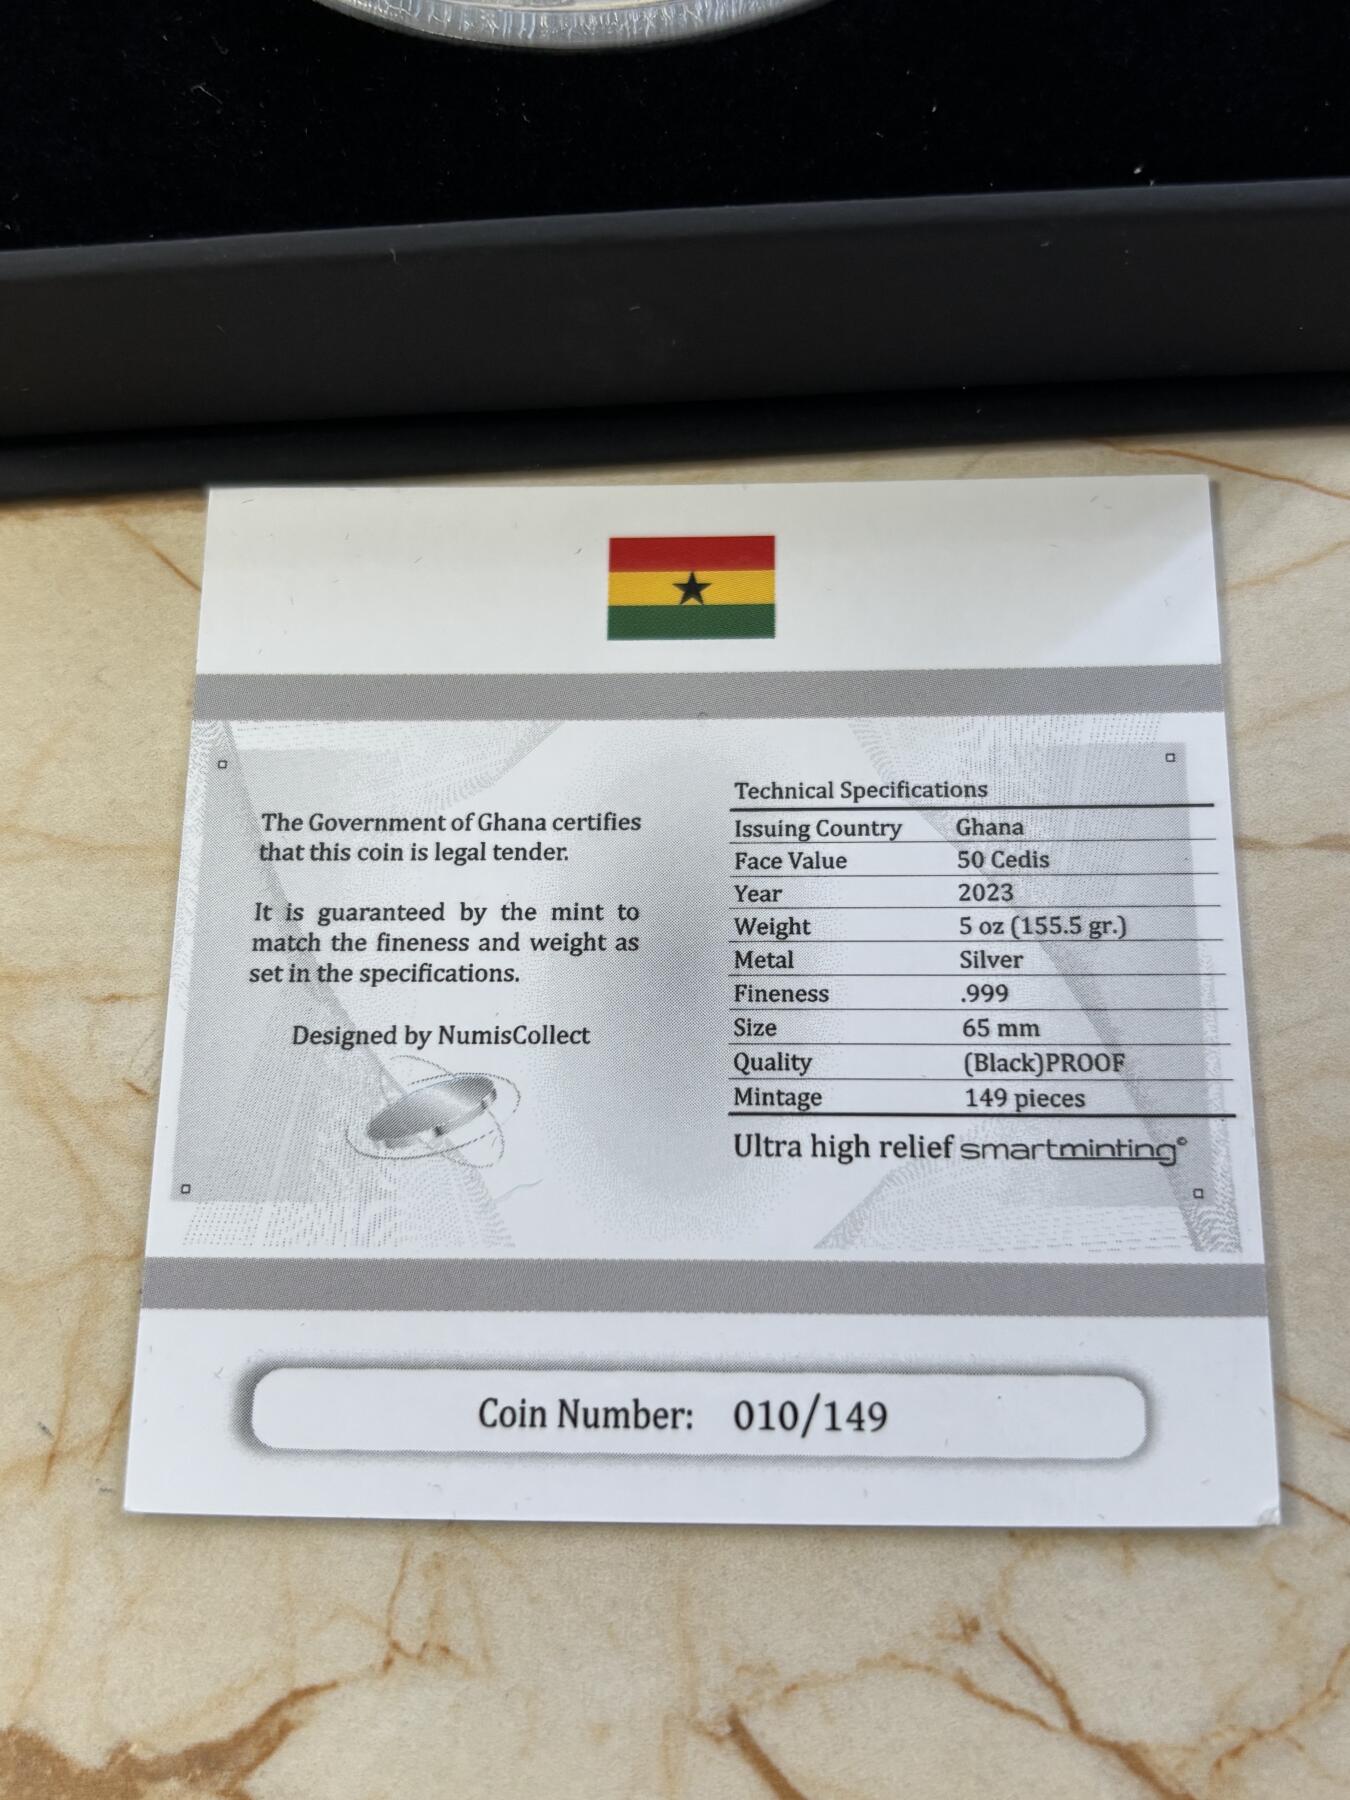 The Government of Ghana certifies
that this coin is legal tender.
It is guaranteed by the mint to
match the fineness and weight as
set in the specifications.
Designed by NumisCollect
Technical Specifications
Issuing Country Ghana
Face Value 50 Cedis
Year 2023
Weight 5 oz (155.5 gr.)
Metal Silver
Fineness .999
Size 65 mm
Quality (Black)PROOF
Mintage 149 pieces
Ultra high relief smartminting©
Coin Number: 010/149